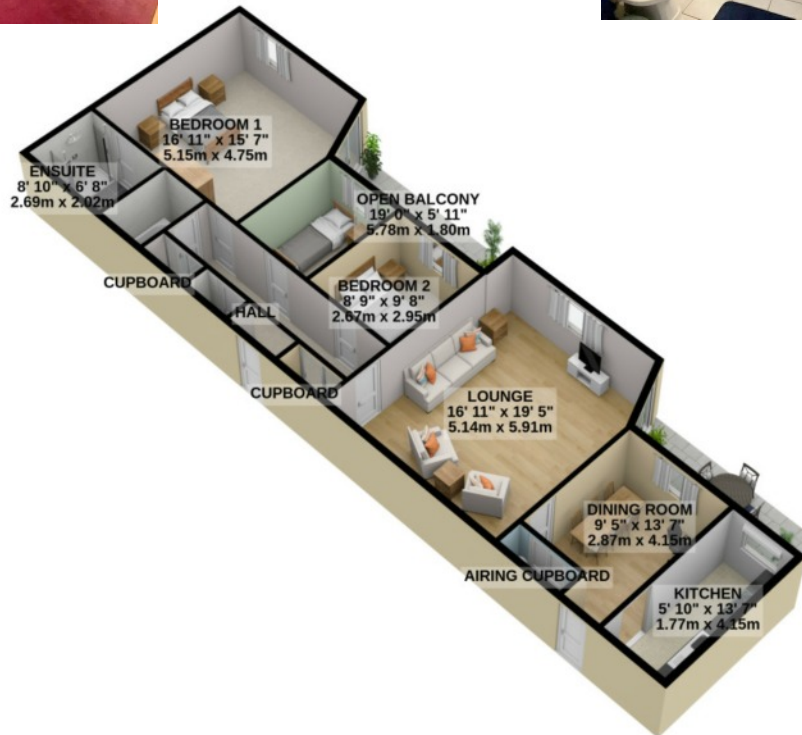 BEDROOM 1
16' 11" x 15' 7"
5.15m x 4.75m
ENSUITE
8' 10" x 6' 8"
2.69m x 2.02m
OPEN BALCONY
19' 0" x 5' 11"
5.78m x 1.80m
CUPBOARD
BEDROOM 2
8' 9" x 9' 8"
2.67m x 2.95m
HALL
CUPBOARD
LOUNGE
16' 11" x 19' 5"
5.14m x 5.91m
DINING ROOM
9' 5" x 13' 7"
2.87m x 4.15m
AIRING CUPBOARD
KITCHEN
5' 10" x 13' 7"
1.77m x 4.15m